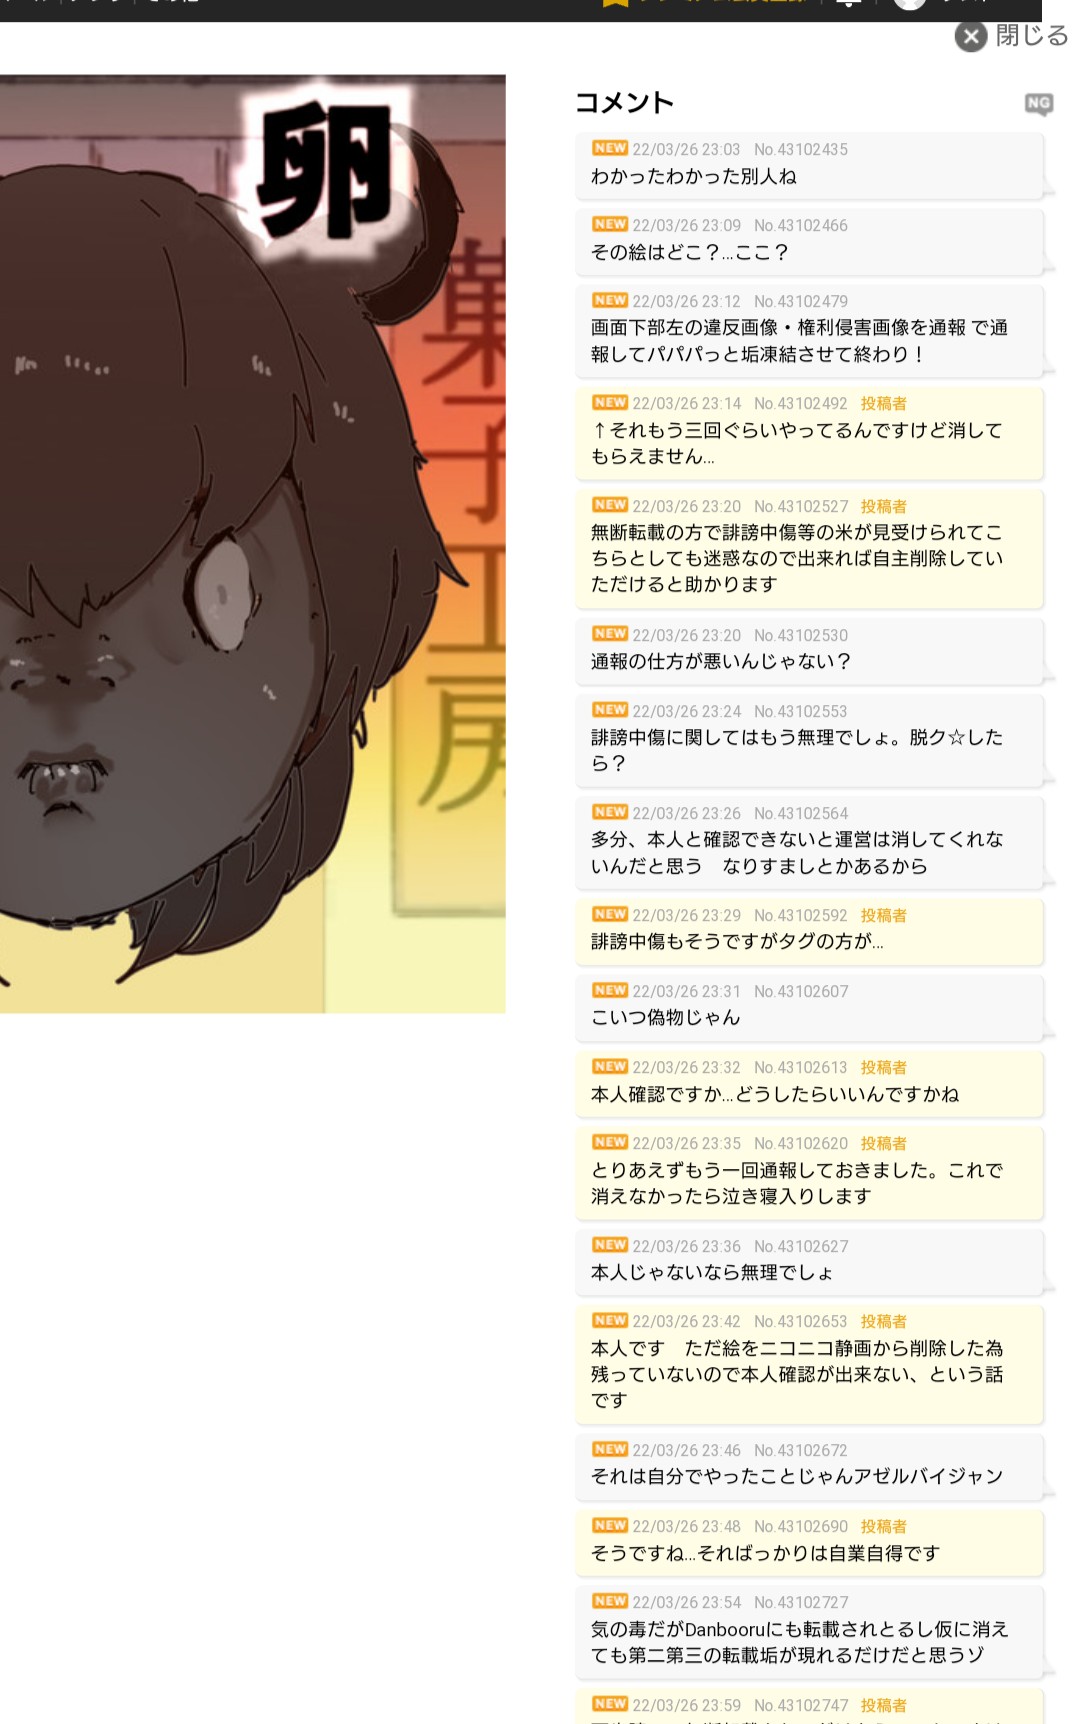 閉じる
卵
菓子工房
コメント
NG
NEW 22/03/26 23:03 No.43102435
わかったわかった別人ね
NEW 22/03/26 23:09 No.43102466
その絵はどこ？...ここ？
NEW 22/03/26 23:12 No.43102479
画面下部左の違反画像・権利侵害画像を通報 で通
報してパパパっと垢凍結させて終わり！
NEW 22/03/26 23:14 No.43102492 投稿者
↑それもう三回ぐらいやってるんですけど消して
もらえません...
NEW 22/03/26 23:20 No.43102527 投稿者
無断転載の方で誹謗中傷等の米が見受けられてこ
ちらとしても迷惑なので出来れば自主削除してい
ただけると助かります
NEW 22/03/26 23:20 No.43102530
通報の仕方が悪いんじゃない？
NEW 22/03/26 23:24 No.43102553
誹謗中傷に関してはもう無理でしょ。脱ク☆した
ら？
NEW 22/03/26 23:26 No.43102564
多分、本人と確認できないと運営は消してくれな
いんだと思う　なりすましとかあるから
NEW 22/03/26 23:29 No.43102592 投稿者
誹謗中傷もそうですがタグの方が...
NEW 22/03/26 23:31 No.43102607
こいつ偽物じゃん
NEW 22/03/26 23:32 No.43102613 投稿者
本人確認ですか...どうしたらいいんですかね
NEW 22/03/26 23:35 No.43102620 投稿者
とりあえずもう一回通報しておきました。これで
消えなかったら泣き寝入りします
NEW 22/03/26 23:36 No.43102627
本人じゃないなら無理でしょ
NEW 22/03/26 23:42 No.43102653 投稿者
本人です　ただ絵をニコニコ静画から削除した為
残っていないので本人確認が出来ない、という話
です
NEW 22/03/26 23:46 No.43102672
それは自分でやったことじゃんアゼルバイジャン
NEW 22/03/26 23:48 No.43102690 投稿者
そうですね...そればっかりは自業自得です
NEW 22/03/26 23:54 No.43102727
気の毒だがDanbooruにも転載されとるし仮に消え
ても第二第三の転載垢が現れるだけだと思うゾ
NEW 22/03/26 23:59 No.43102747 投稿者